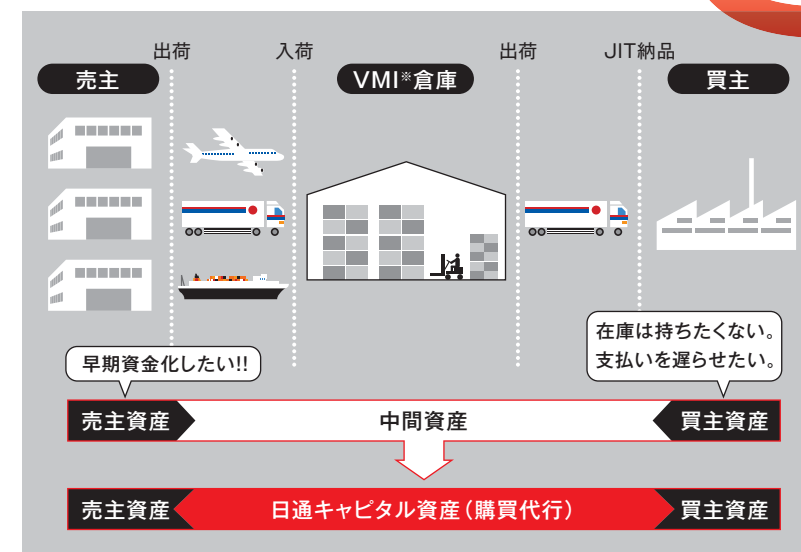 出荷
入荷
出荷
JIT納品
売主
VMI※倉庫
買主
在庫は持ちたくない。
支払いを遅らせたい。
早期資金化したい!!
売主資産
中間資産
買主資産
売主資産
日通キャピタル資産（購買代行）
買主資産